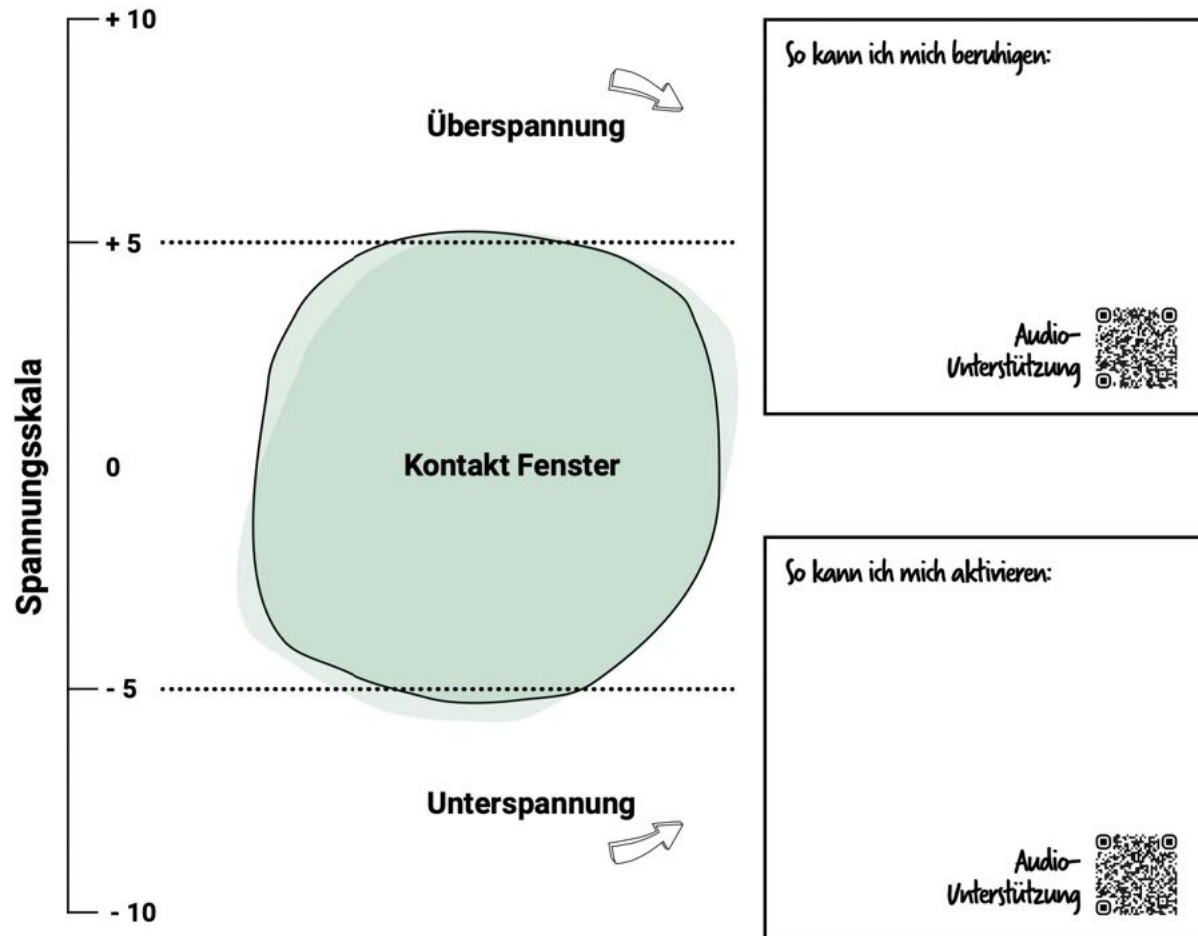 Spannungsskala
+ 10
+ 5
0
- 5
- 10
Überspannung
Kontakt Fenster
Unterspannung
So kann ich mich beruhigen:
Audio-
Unterstützung
So kann ich mich aktivieren:
Audio-
Unterstützung